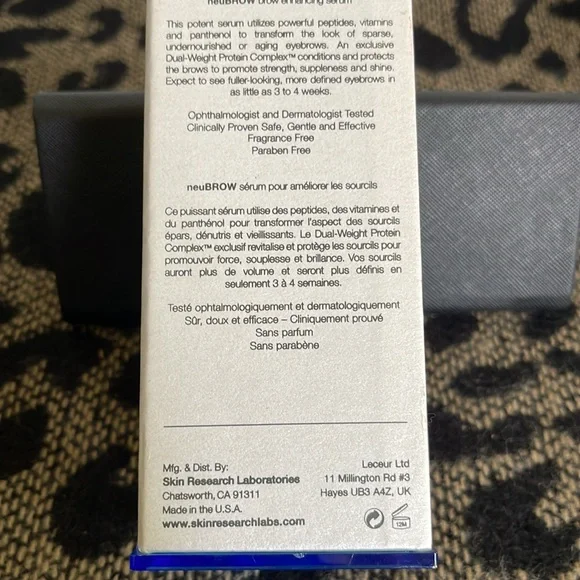 neuBROW brow enhancing serum
This potent serum utilizes powerful peptides, vitamins
and panthenol to transform the look of sparse,
undernourished or aging eyebrows. An exclusive
Dual-Weight Protein Complex™ conditions and protects
the brows to promote strength, suppleness and shine.
Expect to see fuller-looking, more defined eyebrows in
as little as 3 to 4 weeks.
Ophthalmologist and Dermatologist Tested
Clinically Proven Safe, Gentle and Effective
Fragrance Free
Paraben Free
neuBROW sérum pour améliorer les sourcils
Ce puissant sérum utilise des peptides, des vitamines et
du panthénol pour transformer l'aspect des sourcils
épars, dénutris et vieillissants. Le Dual-Weight Protein
Complex™ exclusif revitalise et protège les sourcils pour
promouvoir force, souplesse et brillance. Vos sourcils
auront plus de volume et seront plus définis en
seulement 3 à 4 semaines.
Testé ophtalmologiquement et dermatologiquement
Sûr, doux et efficace – Cliniquement prouvé
Sans parfum
Sans parabène
Mfg. & Dist. By:
Skin Research Laboratories
Chatsworth, CA 91311
Made in the U.S.A.
www.skinresearchlabs.com
Leceur Ltd
11 Millington Rd #3
Hayes UB3 A4Z, UK
12M